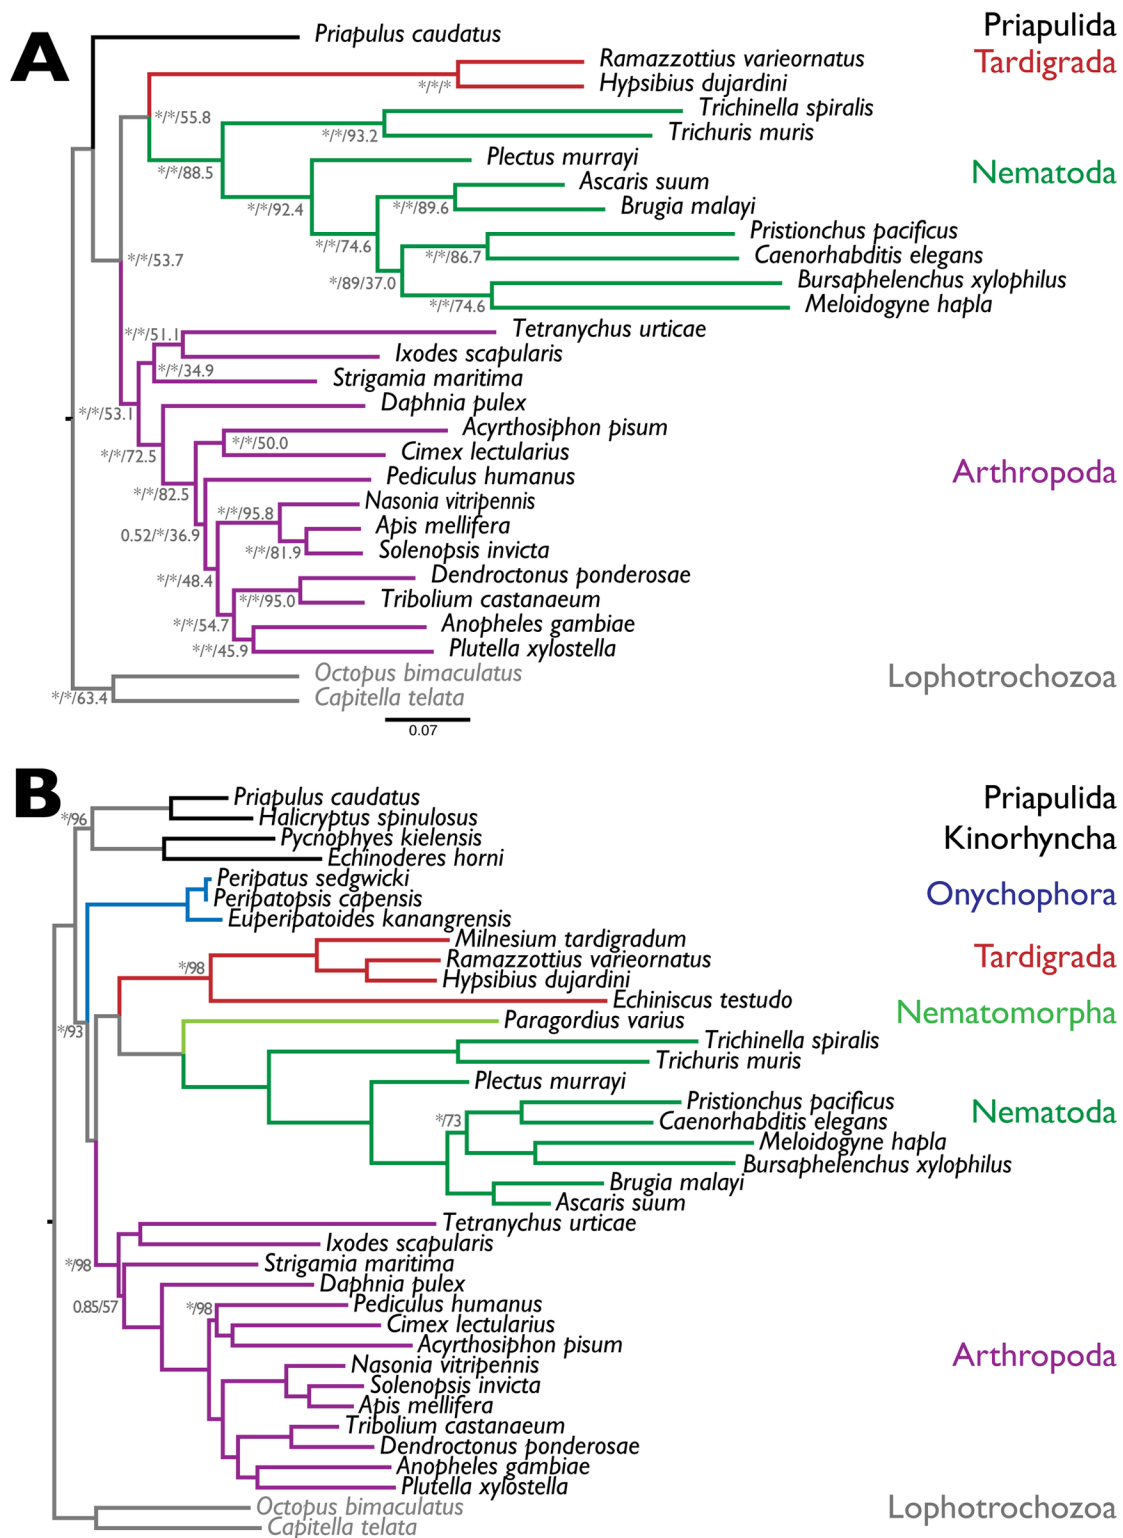 A
Priapulus caudatus
Priapulida
Ramazzottius varieornatus
Tardigrada
*/*/*
Hypsibius dujardini
*/*/55.8
Trichinella spiralis
*/*/93.2
Trichuris muris
Plectus murrayi
*/*/88.5
Nematoda
Ascaris suum
*/*/92.4
*/*/89.6
Brugia malayi
Pristionchus pacificus
*/*/74.6
*/*/53.7
*/*/86.7
Caenorhabditis elegans
*/89/37.0
Bursaphelenchus xylophilus
*/*/74.6
Meloidogyne hapla
*/*/51.1
Tetranychus urticae
Ixodes scapularis
*/*/34.9
Strigamia maritima
Daphnia pulex
*/*/53.1
Acyrthosiphon pisum
*/*/50.0
*/*/72.5
Cimex lectularius
Arthropoda
Pediculus humanus
*/*/82.5
Nasonia vitripennis
*/*/95.8
Apis mellifera
0.52/*/36.9
*/*/81.9
Solenopsis invicta
*/*/48.4
Dendroctonus ponderosae
*/*/95.0
Tribolium castanaeum
*/*/54.7
Anopheles gambiae
*/*/45.9
Plutella xylostella
Octopus bimaculatus
Lophotrochozoa
*/*/63.4
Capitella telata
0.07
B
Priapulus caudatus
Priapulida
*/96
Halicryptus spinulosus
Pycnophyes kielensis
Kinorhyncha
Echinoderes horni
Peripatus sedgwicki
Peripatopsis capensis
Onychophora
Euperipatoides kanangrensis
Milnesium tardigradum
Ramazzottius varieornatus
Tardigrada
*/98
Hypsibius dujardini
Echiniscus testudo
Nematomorpha
Paragordius varius
*/93
Trichinella spiralis
Trichuris muris
Plectus murrayi
Pristionchus pacificus
Nematoda
*/73
Caenorhabditis elegans
Meloidogyne hapla
Bursaphelenchus xylophilus
Brugia malayi
Ascaris suum
Tetranychus urticae
Ixodes scapularis
*/98
Strigamia maritima
Daphnia pulex
0.85/57
*/98
Pediculus humanus
Cimex lectularius
Acyrthosiphon pisum
Arthropoda
Nasonia vitripennis
Solenopsis invicta
Apis mellifera
Tribolium castanaeum
Dendroctonus ponderosae
Anopheles gambiae
Plutella xylostella
Octopus bimaculatus
Lophotrochozoa
Capitella telata